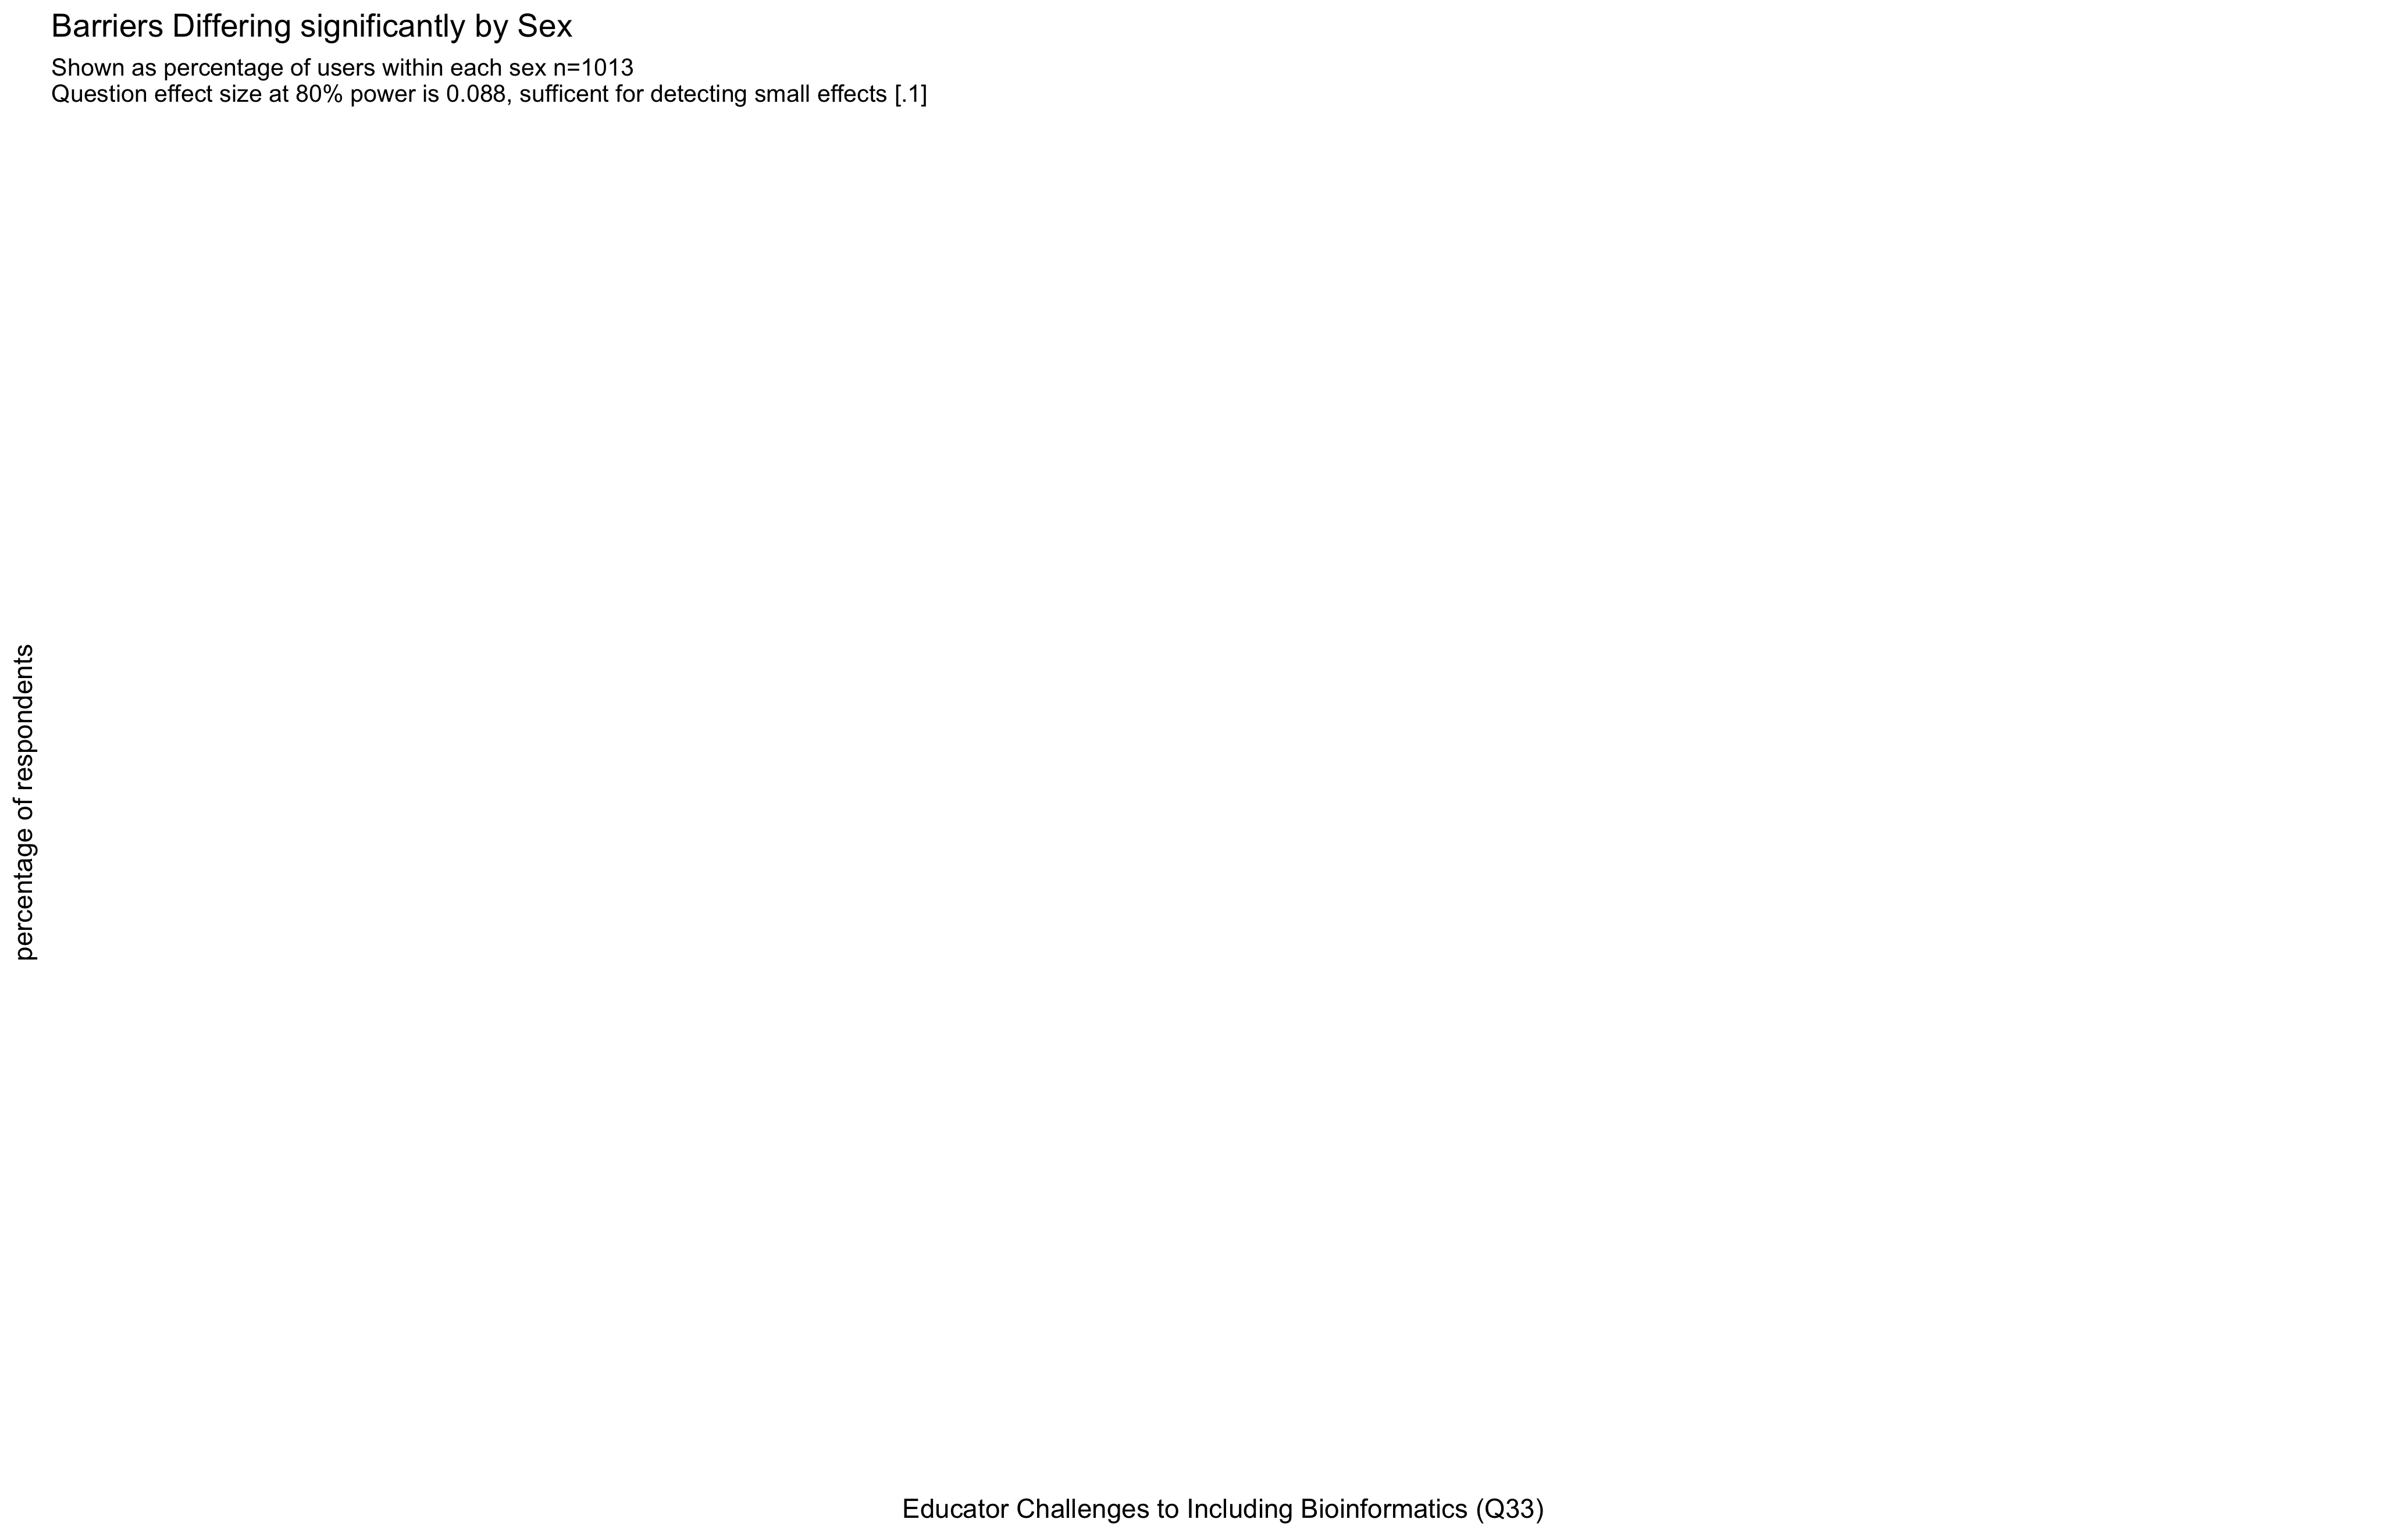 Barriers Differing significantly by Sex
Shown as percentage of users within each sex n=1013
Question effect size at 80% power is 0.088, sufficent for detecting small effects [.1]
percentage of respondents
Educator Challenges to Including Bioinformatics (Q33)